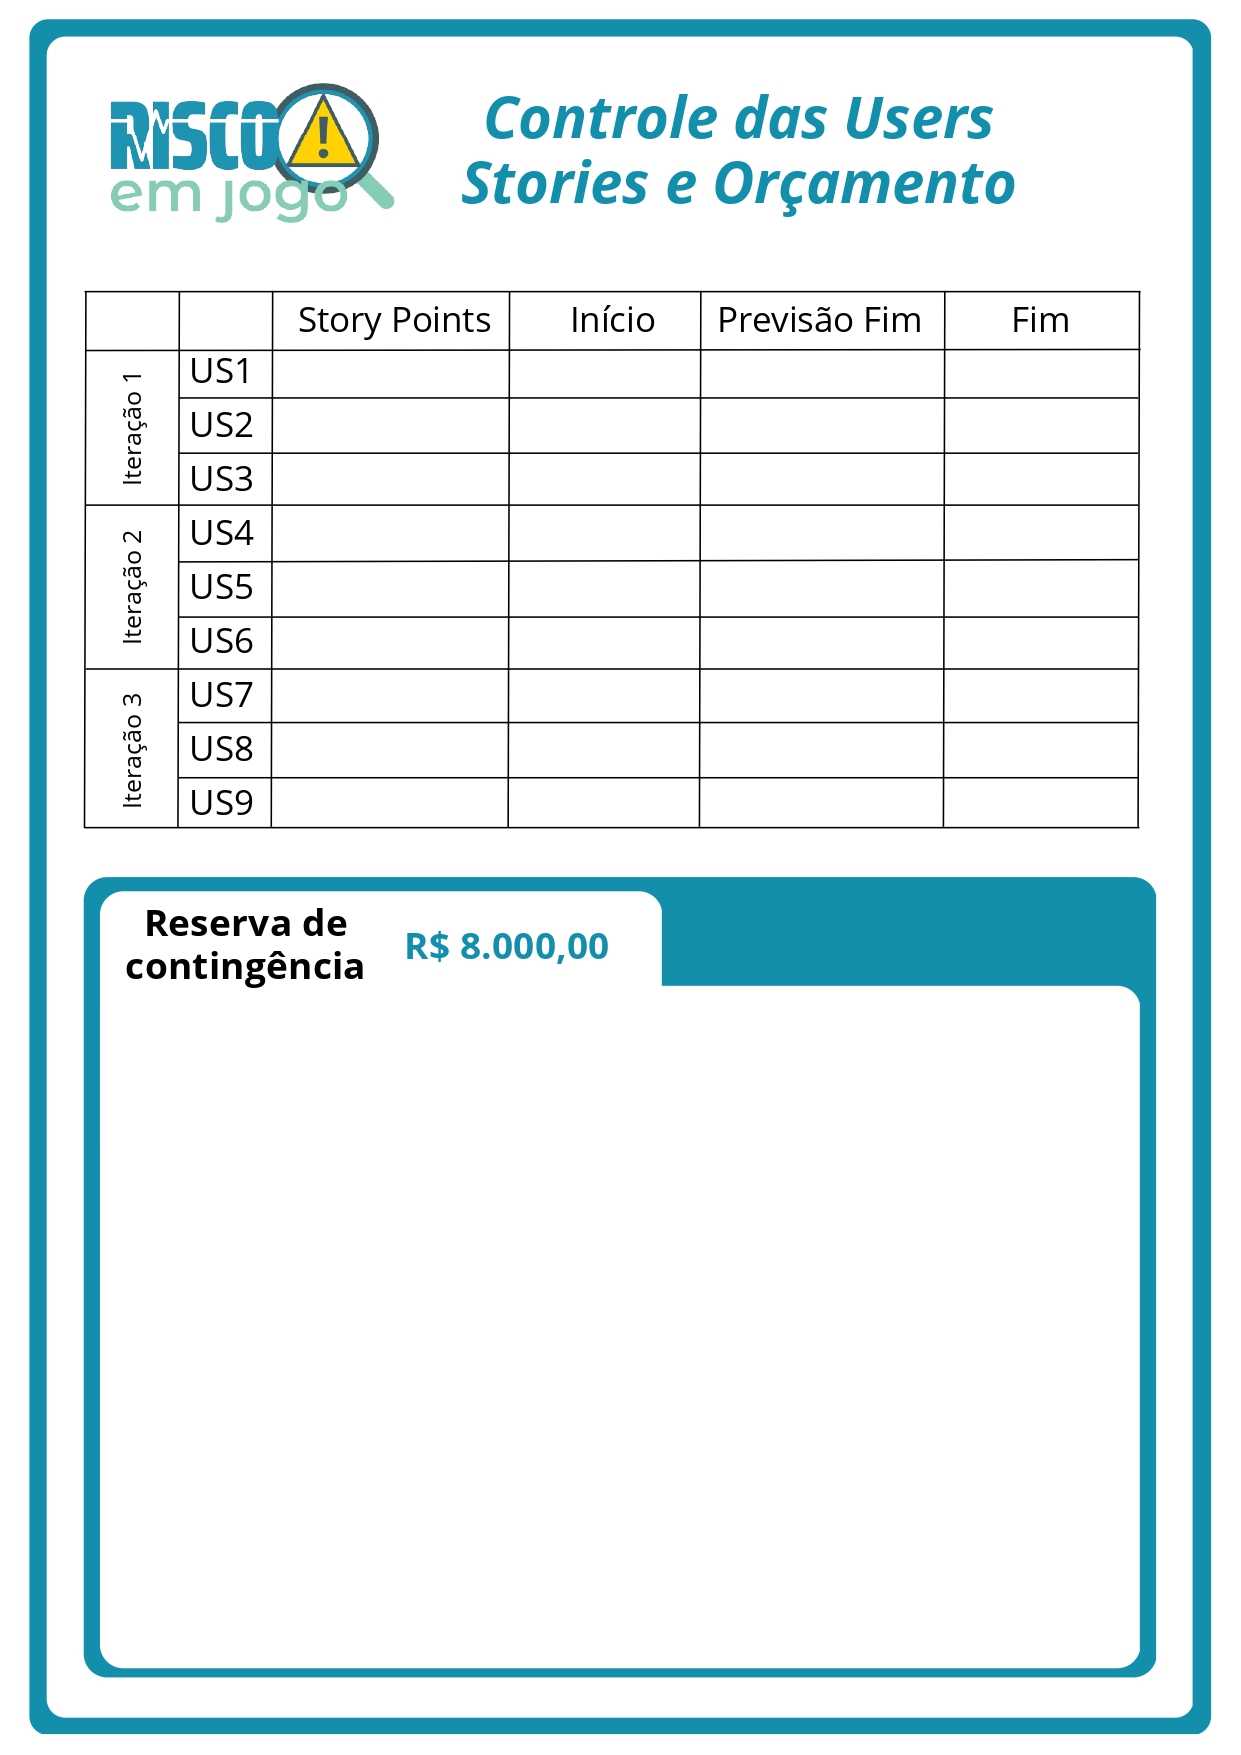 RISCO
em jogo
Controle das Users
Stories e Orçamento
Story Points Início Previsão Fim Fim
Iteração 1
US1
US2
US3
Iteração 2
US4
US5
US6
Iteração 3
US7
US8
US9
Reserva de
contingência
R$ 8.000,00